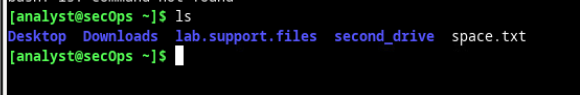 [analyst@secOps ~]$ ls
Desktop  Downloads  lab.support.files  second_drive  space.txt
[analyst@secOps ~]$